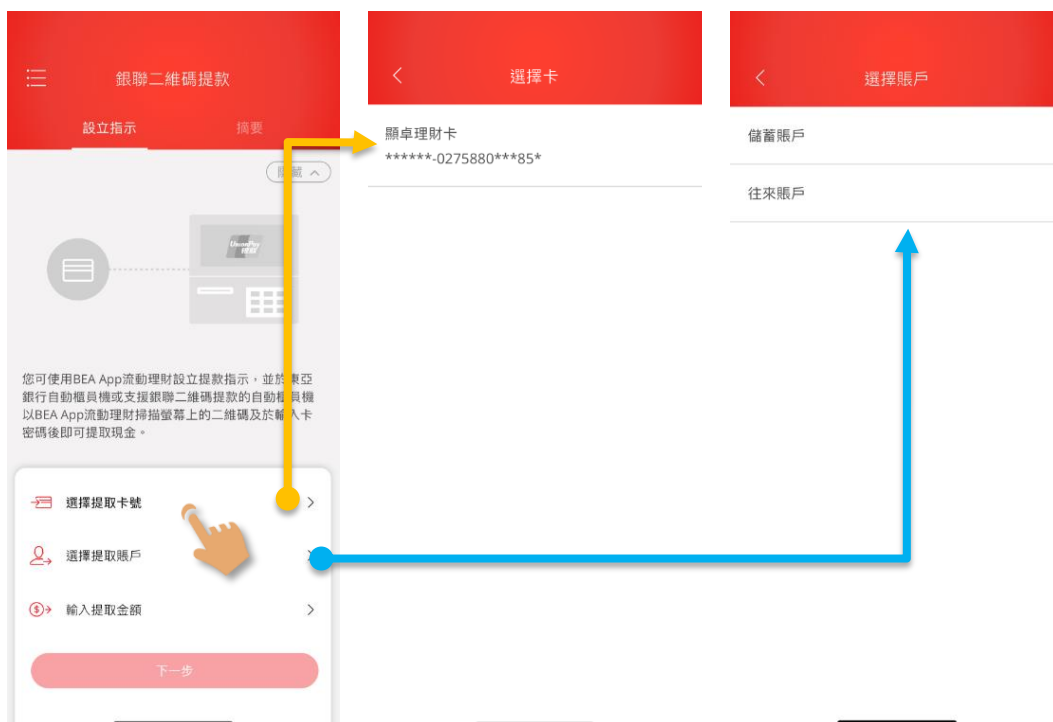 銀聯二維碼提款
設立指示
摘要
UnionPay
銀聯
您可使用BEA App流動理財設立提款指示，並於東亞
銀行自動櫃員機或支援銀聯二維碼提款的自動櫃員機
以BEA App流動理財掃描螢幕上的二維碼及於輸入卡
密碼後即可提取現金。
選擇提取卡號
選擇提取賬戶
輸入提取金額
下一步
選擇卡
顯卓理財卡
******-0275880***85*
選擇賬戶
儲蓄賬戶
往來賬戶